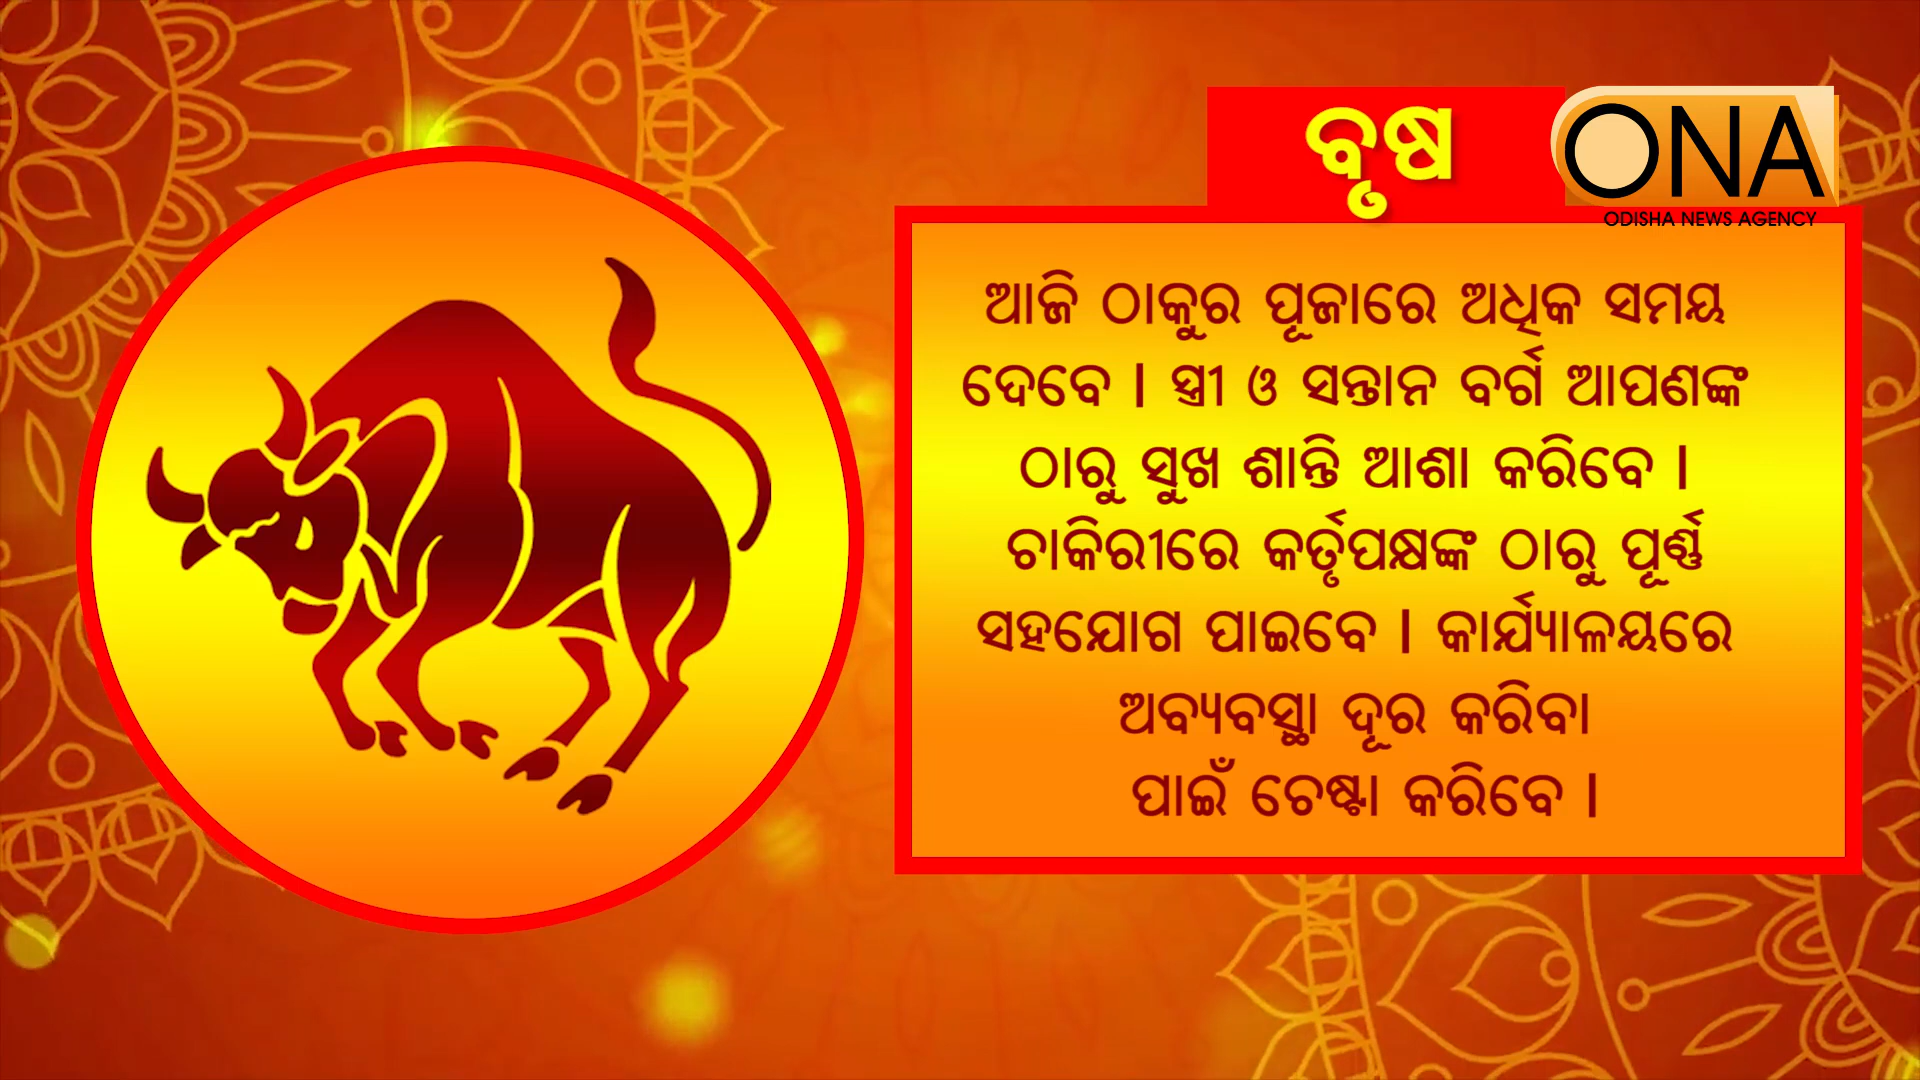 ବୃଷ
ONA
ODISHA NEWS AGENCY
ଆଜି ଠାକୁର ପୂଜାରେ ଅଧିକ ସମୟ
ଦେବେ । ସ୍ତ୍ରୀ ଓ ସନ୍ତାନ ବର୍ଗ ଆପଣଙ୍କ
ଠାରୁ ସୁଖ ଶାନ୍ତି ଆଶା କରିବେ ।
ଚାକିରୀରେ କର୍ତୃପକ୍ଷଙ୍କ ଠାରୁ ପୂର୍ଣ୍ଣ
ସହଯୋଗ ପାଇବେ । କାର୍ଯ୍ୟାଳୟରେ
ଅବ୍ୟବସ୍ଥା ଦୂର କରିବା
ପାଇଁ ଚେଷ୍ଟା କରିବେ ।